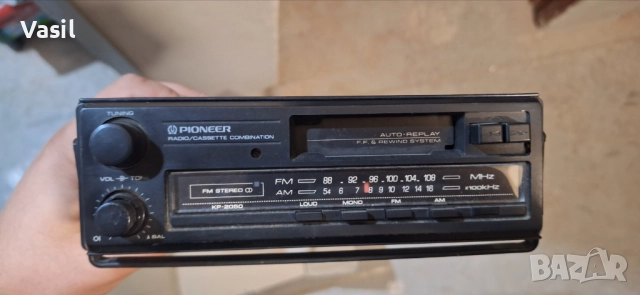 Vasil
TUNING
PIONEER
RADIO/CASSETTE COMBINATION
AUTO-REPLAY
F.F. & REWIND SYSTEM
VOL
FM STEREO
FM 88 92 96 100 104 108 MHz
AM 54 6 7 8 9 10 12 14 16 x100kHz
KP-2050
LOUD MONO FM AM
BAL
BAZAR.bg